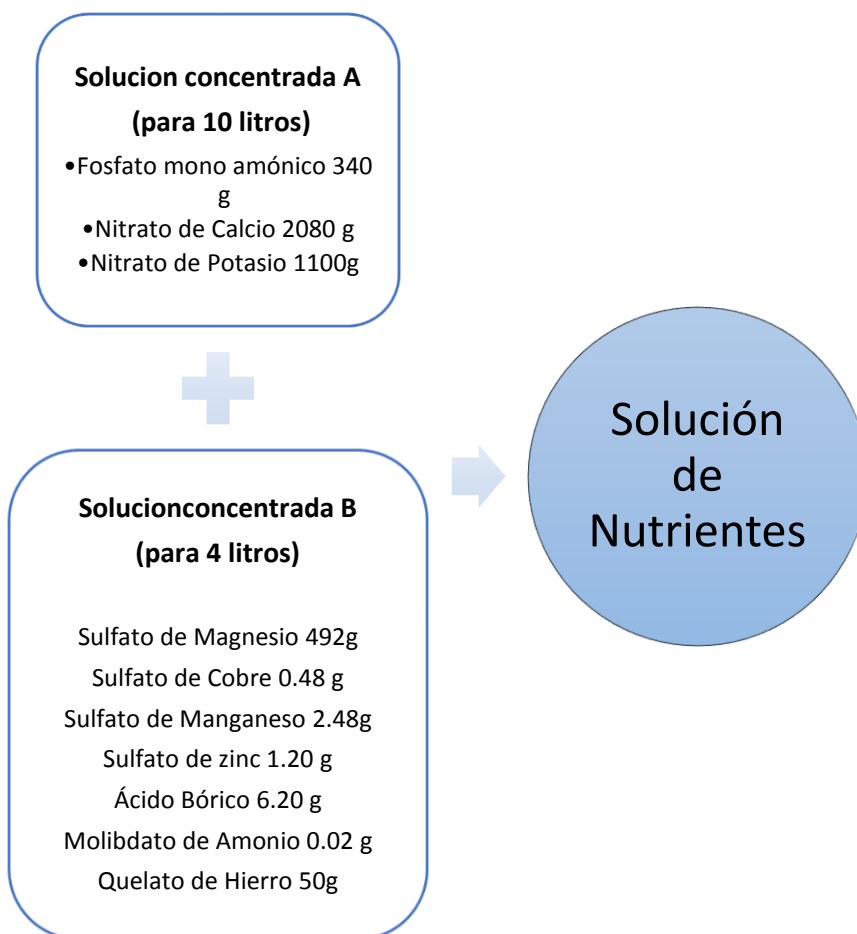 Solucion concentrada A
(para 10 litros)
•Fosfato mono amónico 340
g
•Nitrato de Calcio 2080 g
•Nitrato de Potasio 1100g
Solucionconcentrada B
(para 4 litros)
Sulfato de Magnesio 492g
Sulfato de Cobre 0.48 g
Sulfato de Manganeso 2.48g
Sulfato de zinc 1.20 g
Ácido Bórico 6.20 g
Molibdato de Amonio 0.02 g
Quelato de Hierro 50g
Solución
de
Nutrientes